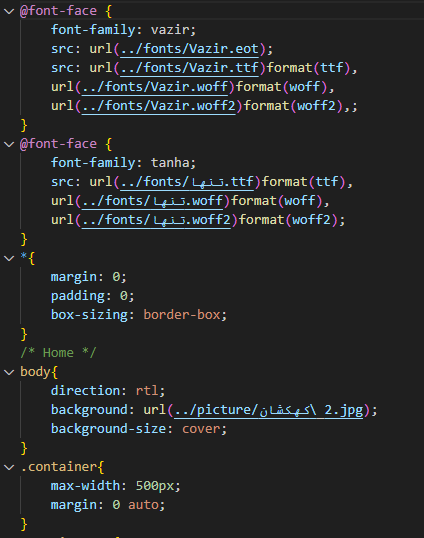 @font-face {
font-family: vazir;
src: url(../fonts/Vazir.eot);
src: url(../fonts/Vazir.ttf)format(ttf),
url(../fonts/Vazir.woff)format(woff),
url(../fonts/Vazir.woff2)format(woff2),;
}
@font-face {
font-family: tanha;
src: url(../fonts/تنها.ttf)format(ttf),
url(../fonts/تنها.woff)format(woff),
url(../fonts/تنها.woff2)format(woff2);
}
*{
margin: 0;
padding: 0;
box-sizing: border-box;
}
/* Home */
body{
direction: rtl;
background: url(../picture/کهکشان\ 2.jpg);
background-size: cover;
}
.container{
max-width: 500px;
margin: 0 auto;
}